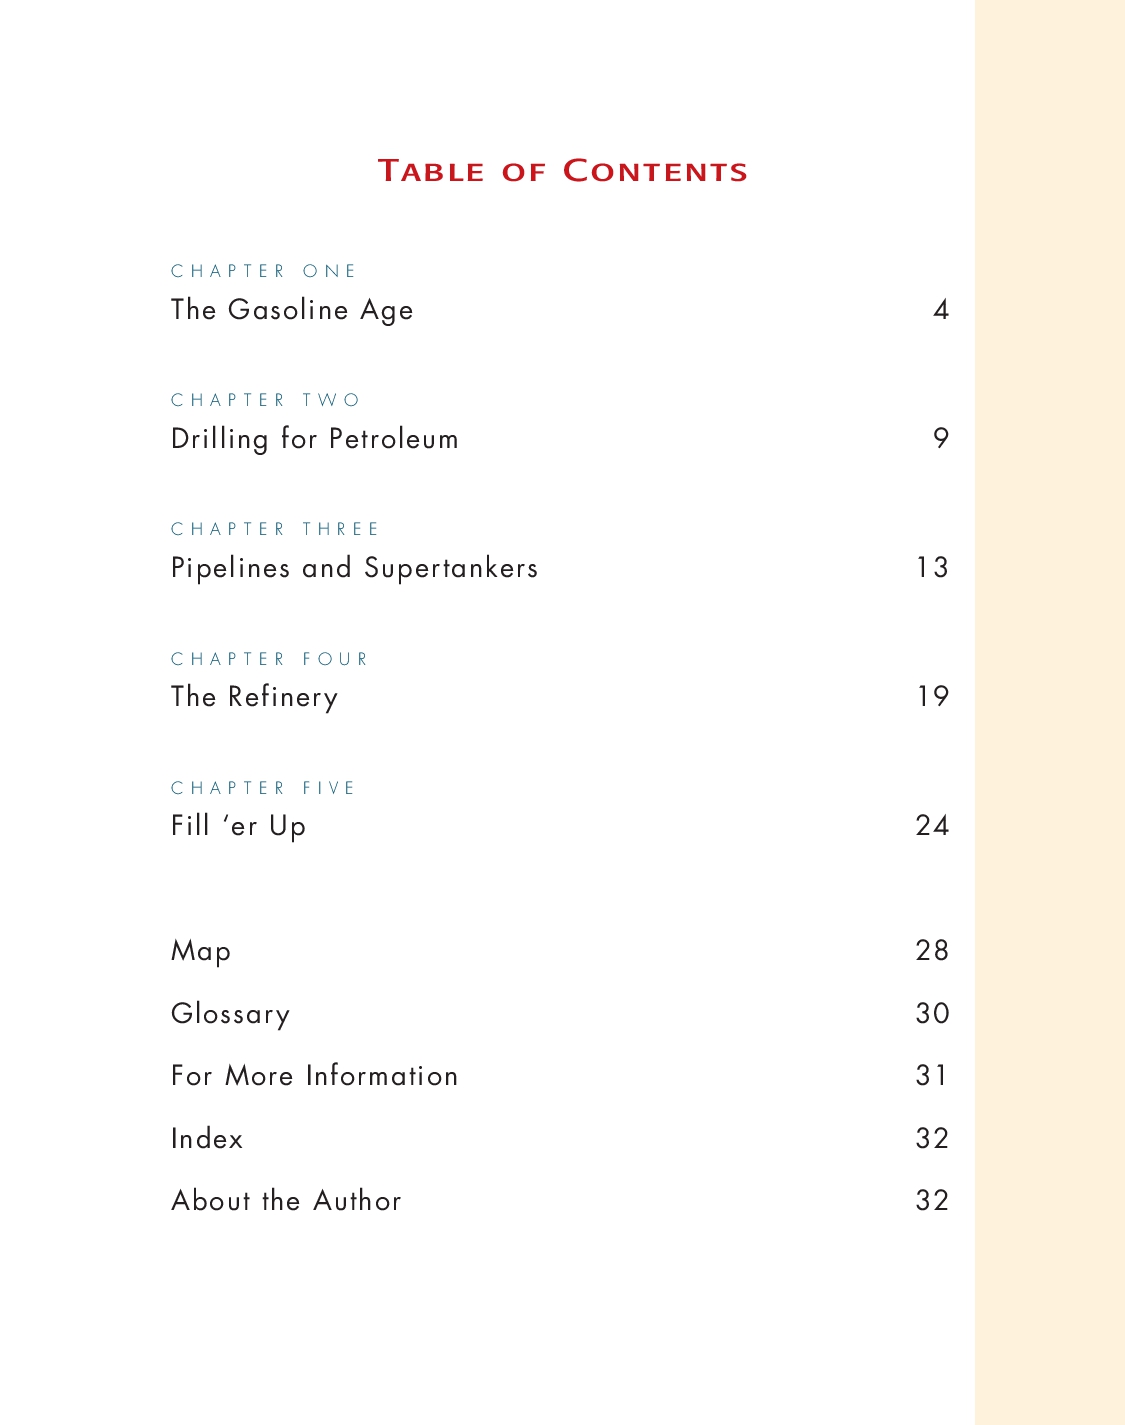 Table of Contents
CHAPTER ONE
The Gasoline Age 4
CHAPTER TWO
Drilling for Petroleum 9
CHAPTER THREE
Pipelines and Supertankers 13
CHAPTER FOUR
The Refinery 19
CHAPTER FIVE
Fill ‘er Up 24
Map 28
Glossary 30
For More Information 31
Index 32
About the Author 32